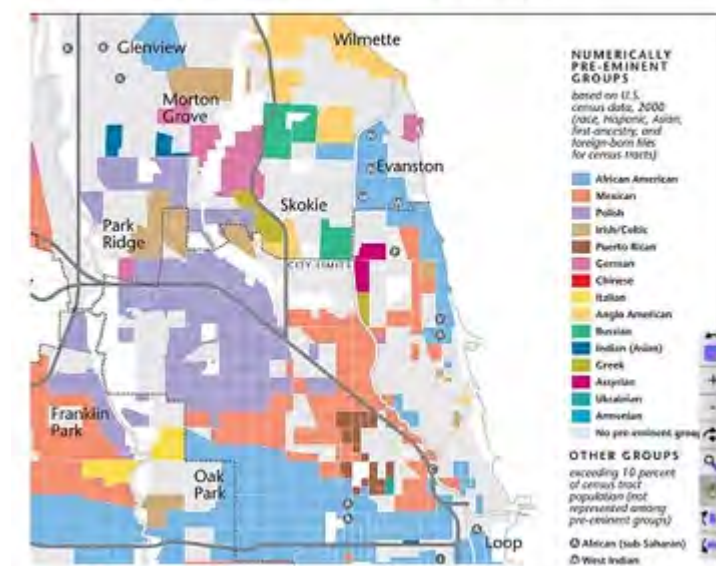 Wilmette
Glenview
Morton
Grove
Evanston
Skokie
Park
Ridge
CITY LIMITS
Franklin
Park
Oak
Park
Loop
NUMERICALLY
PRE-EMINENT
GROUPS
based on U.S.
census data, 2000
(race, Hispanic, Asian,
first-ancestry, and
foreign-born files
for census tracts)
African American
Mexican
Polish
Irish/Celtic
Puerto Rican
German
Chinese
Italian
Anglo American
Russian
Indian (Asian)
Greek
Assyrian
Ukrainian
Armenian
No pre-eminent group
OTHER GROUPS
exceeding 10 percent
of census tract
population (not
represented among
pre-eminent groups)
African (sub-Saharan)
West Indian